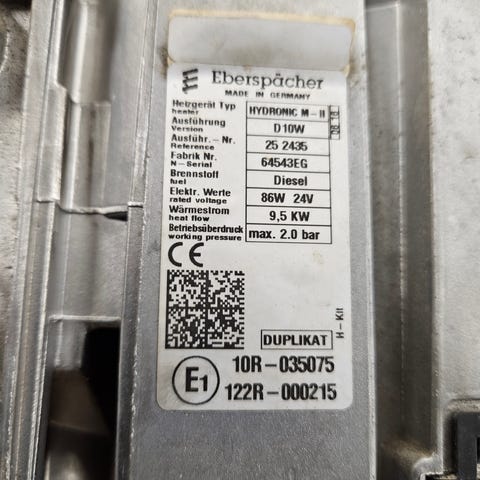 Eberspächer
MADE IN GERMANY
Heizgerät Typ HYDRONIC M-II
heater
Ausführung D10W
Version
Ausführ.-Nr. 25 2435
Reference
Fabrik Nr. 64543EG
N-Serial
Brennstoff Diesel
fuel
Elektr. Werte 86W 24V
rated voltage
Wärmestrom 9,5 KW
heat flow
Betriebsüberdruck max. 2.0 bar
working pressure
CE
DUPLIKAT
H-Kit
E1
10R-035075
122R-000215